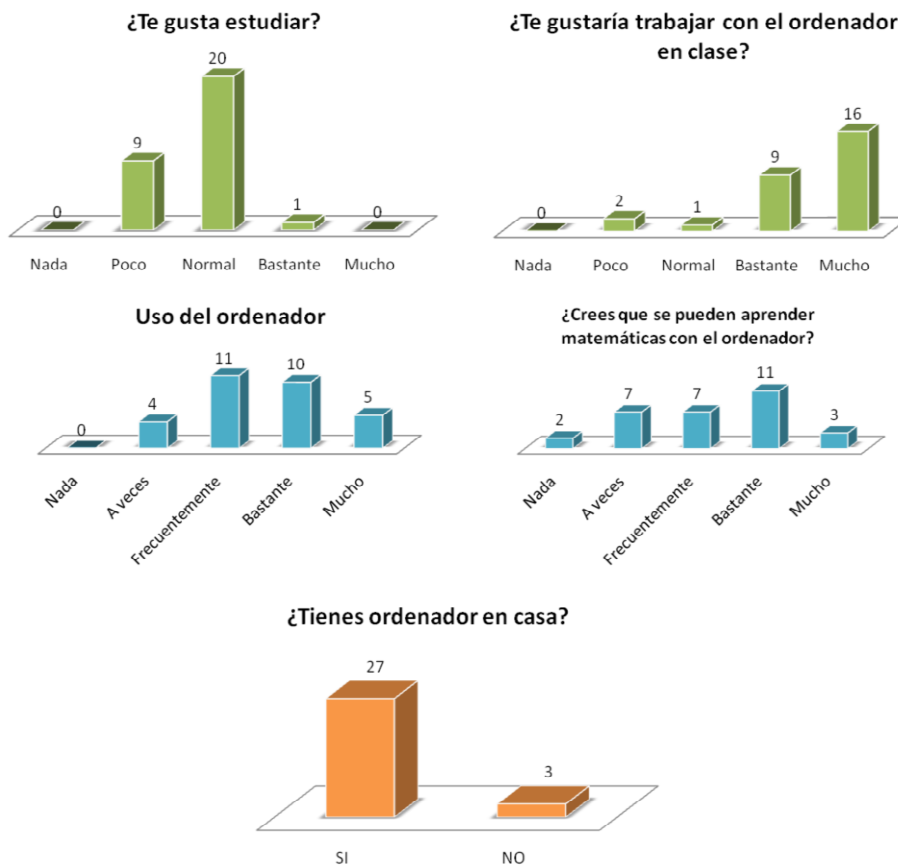 ¿Te gusta estudiar?
20
9
1
0
0
Nada Poco Normal Bastante Mucho
¿Te gustaría trabajar con el ordenador
en clase?
16
9
2
1
0
Nada Poco Normal Bastante Mucho
Uso del ordenador
11
10
5
4
0
Nada
A veces
Frecuentemente
Bastante
Mucho
¿Crees que se pueden aprender
matemáticas con el ordenador?
11
7
7
3
2
Nada
A veces
Frecuentemente
Bastante
Mucho
¿Tienes ordenador en casa?
27
3
SI NO